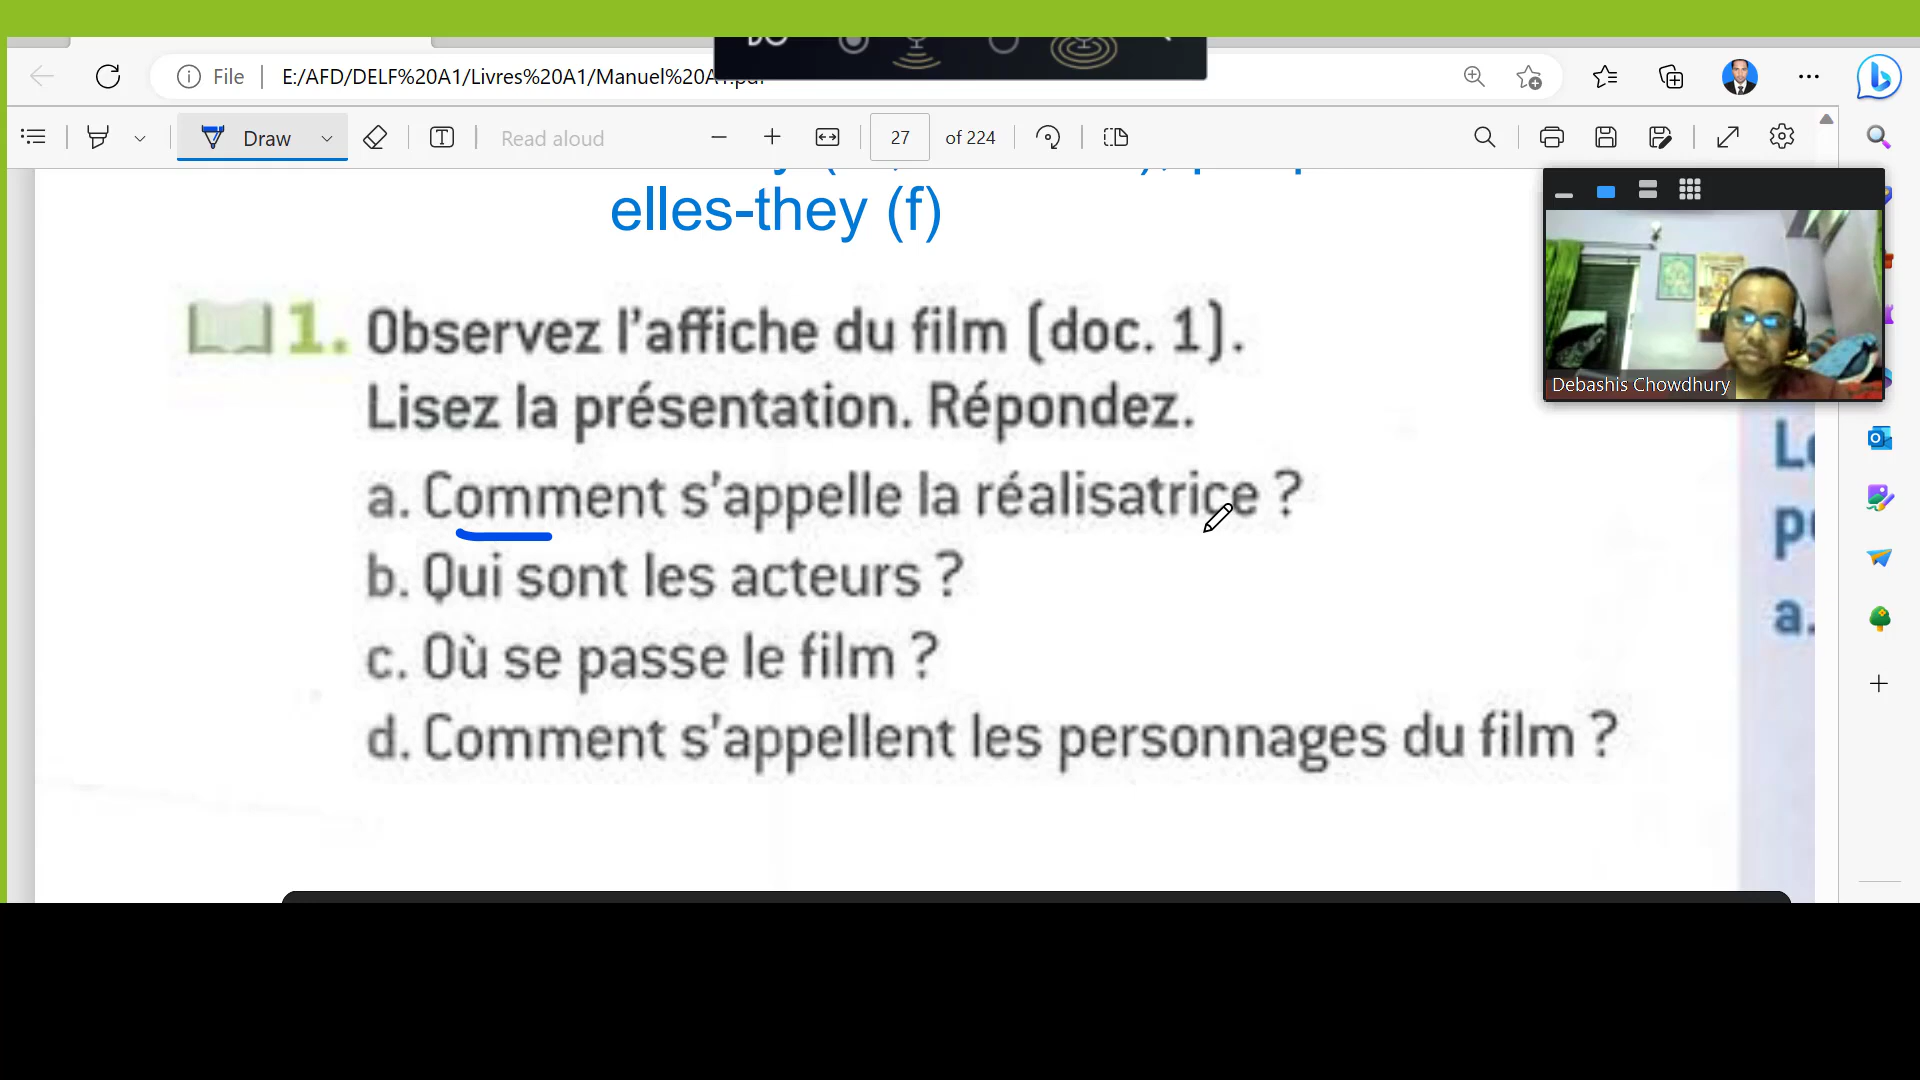 File
E:/AFD/DELF%20A1/Livres%20A1/Manuel%20A1.pdf
Draw
Read aloud
27
of 224
elles-they (f)
Debashis Chowdhury
1. Observez l'affiche du film (doc. 1).
Lisez la présentation. Répondez.
a. Comment s'appelle la réalisatrice ?
b. Qui sont les acteurs ?
c. Où se passe le film ?
d. Comment s'appellent les personnages du film ?
a.